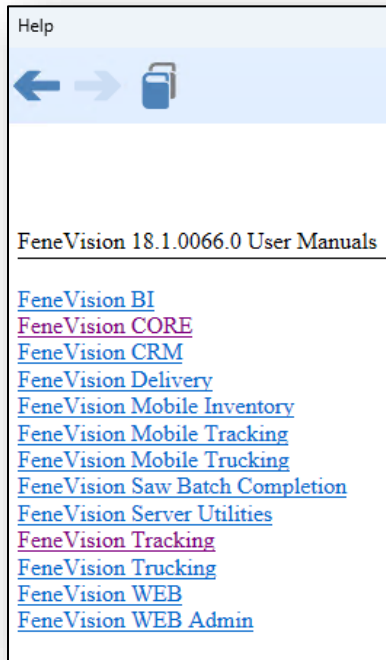 Help
FeneVision 18.1.0066.0 User Manuals
FeneVision BI
FeneVision CORE
FeneVision CRM
FeneVision Delivery
FeneVision Mobile Inventory
FeneVision Mobile Tracking
FeneVision Mobile Trucking
FeneVision Saw Batch Completion
FeneVision Server Utilities
FeneVision Tracking
FeneVision Trucking
FeneVision WEB
FeneVision WEB Admin